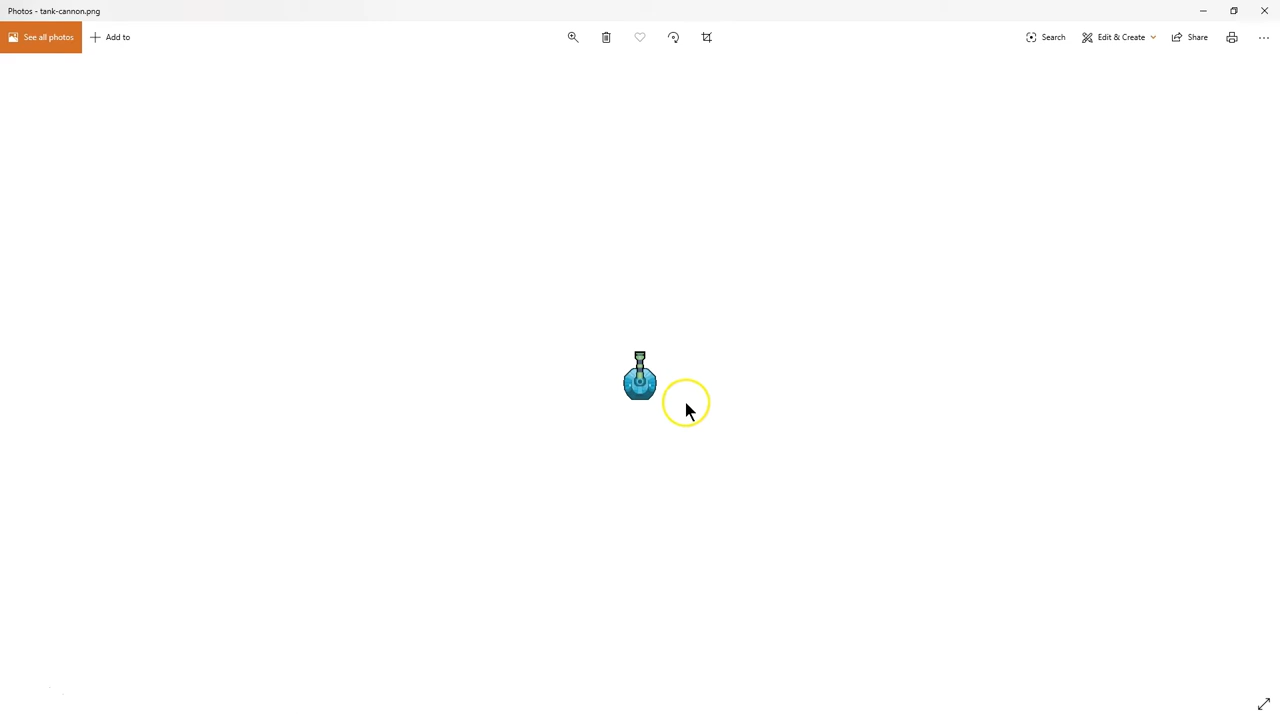 Photos - tank-cannon.png
See all photos
Add to
Search
Edit & Create
Share